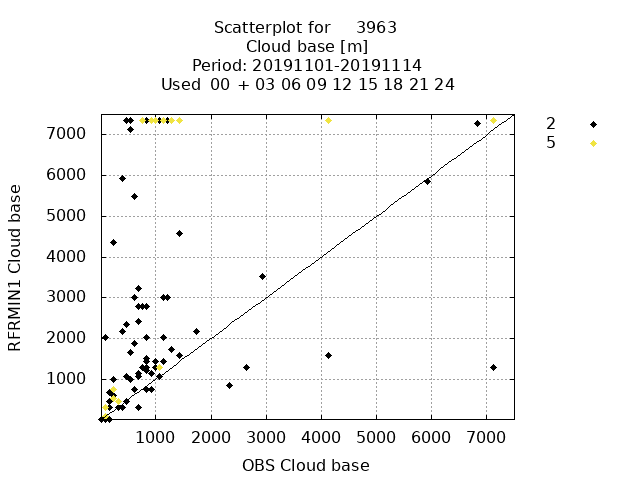 Scatterplot for 3963
Cloud base [m]
Period: 20191101-20191114
Used 00 + 03 06 09 12 15 18 21 24
2
5
7000
6000
5000
4000
3000
2000
1000
RFRMIN1 Cloud base
1000 2000 3000 4000 5000 6000 7000
OBS Cloud base